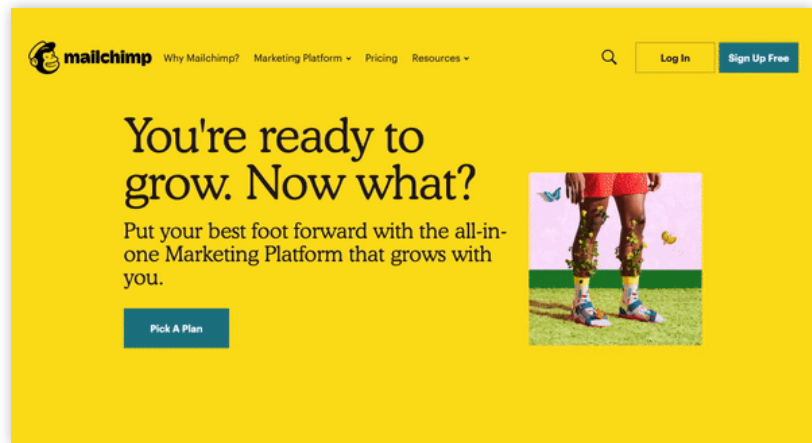 mailchimp Why Mailchimp? Marketing Platform Pricing Resources Log In Sign Up Free
You're ready to
grow. Now what?
Put your best foot forward with the all-in-
one Marketing Platform that grows with
you.
Pick A Plan